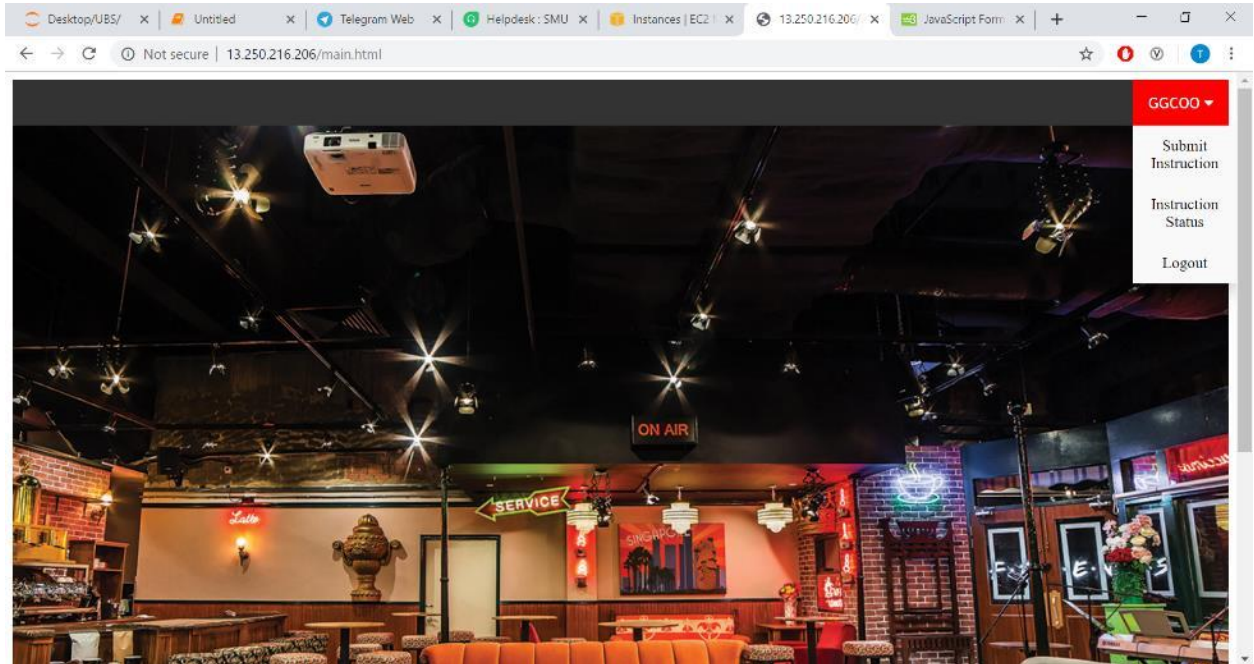 Desktop/UBS/
Untitled
Telegram Web
Helpdesk : SMU
Instances | EC2
13.250.216.206/
JavaScript Form
Not secure | 13.250.216.206/main.html
GGCOO
Submit
Instruction
Instruction
Status
Logout
ON AIR
SERVICE
Latte
SINGAPORE